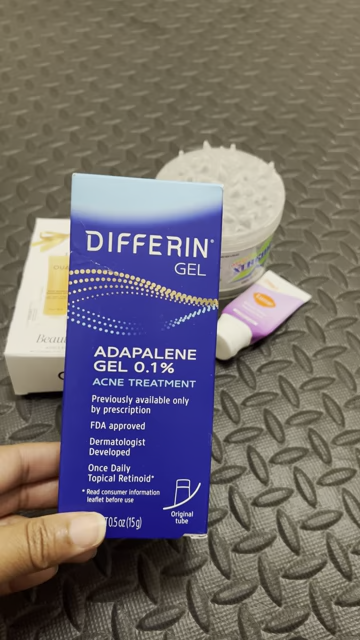 DIFFERIN®
GEL
ADAPALENE
GEL 0.1%
ACNE TREATMENT
Previously available only
by prescription
FDA approved
Dermatologist
Developed
Once Daily
Topical Retinoid*
* Read consumer information
leaflet before use
Original
tube
0.5 oz (15 g)